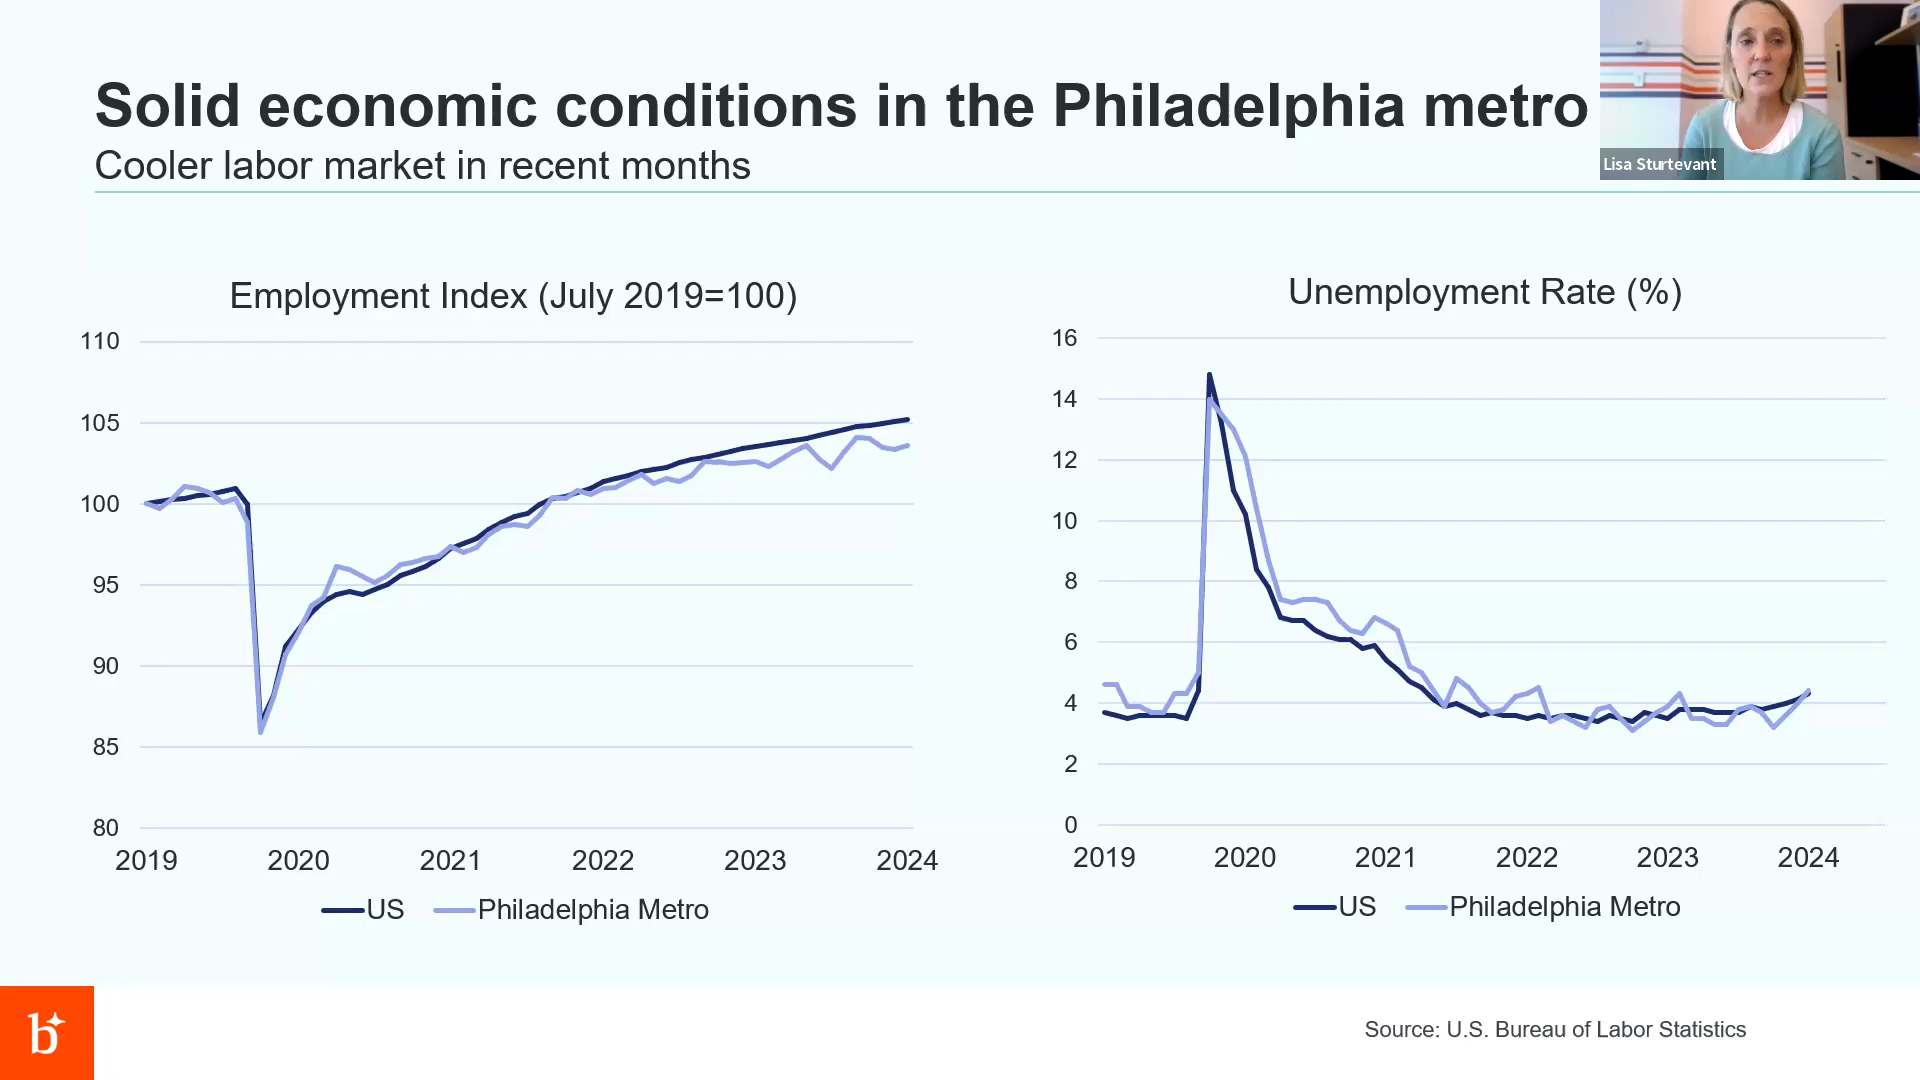 Solid economic conditions in the Philadelphia metro
Cooler labor market in recent months
Lisa Sturtevant
Employment Index (July 2019=100)
110
105
100
95
90
85
80
2019 2020 2021 2022 2023 2024
US Philadelphia Metro
Unemployment Rate (%)
16
14
12
10
8
6
4
2
0
2019 2020 2021 2022 2023 2024
US Philadelphia Metro
b
Source: U.S. Bureau of Labor Statistics